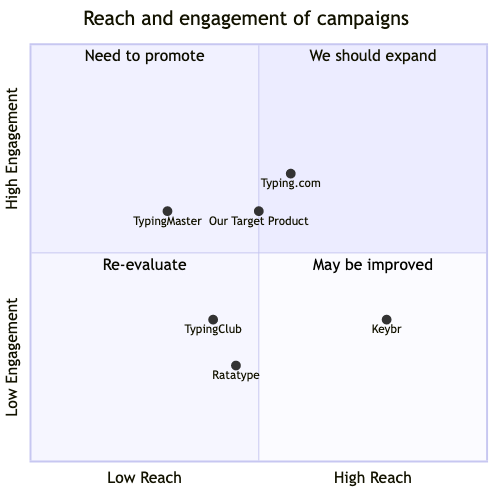 Reach and engagement of campaigns
Need to promote
We should expand
High Engagement
Typing.com
TypingMaster
Our Target Product
Re-evaluate
May be improved
Low Engagement
TypingClub
Keybr
Ratatype
Low Reach
High Reach